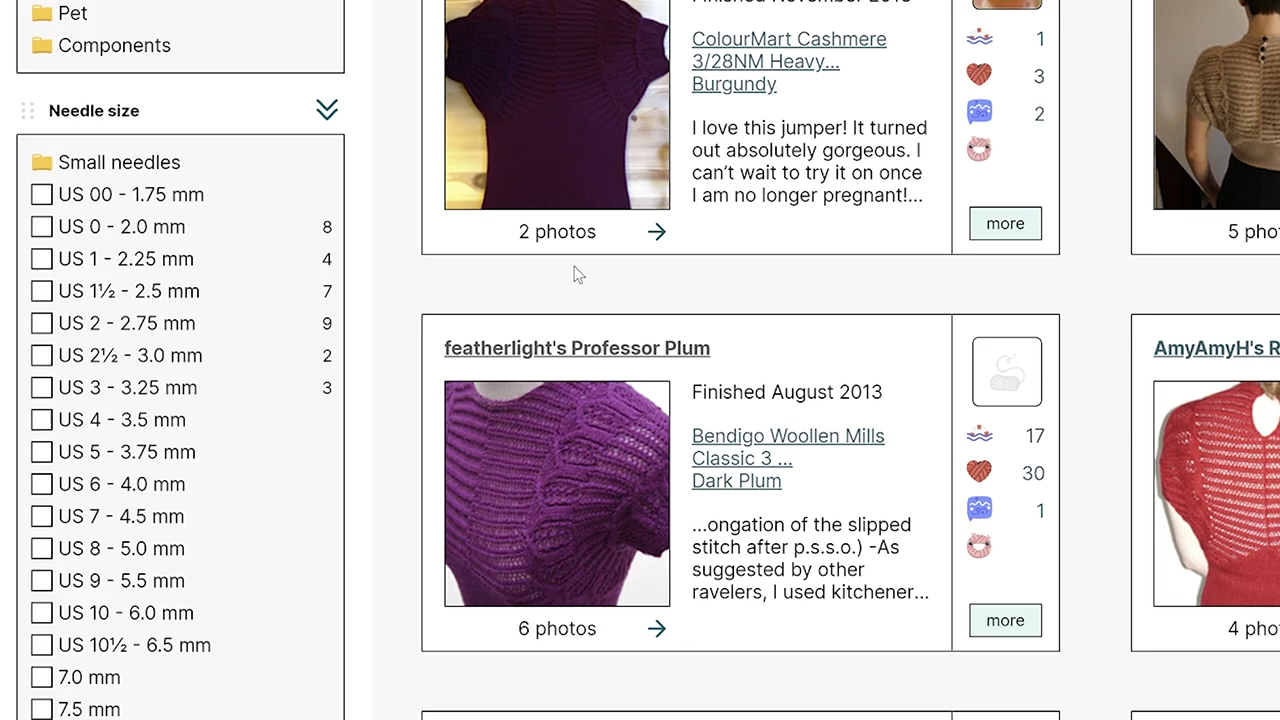 Pet
Components
Needle size
Small needles
US 00 - 1.75 mm
US 0 - 2.0 mm 8
US 1 - 2.25 mm 4
US 1½ - 2.5 mm 7
US 2 - 2.75 mm 9
US 2½ - 3.0 mm 2
US 3 - 3.25 mm 3
US 4 - 3.5 mm
US 5 - 3.75 mm
US 6 - 4.0 mm
US 7 - 4.5 mm
US 8 - 5.0 mm
US 9 - 5.5 mm
US 10 - 6.0 mm
US 10½ - 6.5 mm
7.0 mm
7.5 mm
ColourMart Cashmere
3/28NM Heavy...
Burgundy
I love this jumper! It turned
out absolutely gorgeous. I
can’t wait to try it on once
I am no longer pregnant!...
2 photos
1
3
2
more
5
featherlight's Professor Plum
Finished August 2013
Bendigo Woollen Mills
Classic 3 ...
Dark Plum
...ongation of the slipped
stitch after p.s.s.o.) -As
suggested by other
ravelers, I used kitchener...
6 photos
17
30
1
more
AmyAmyH's
4